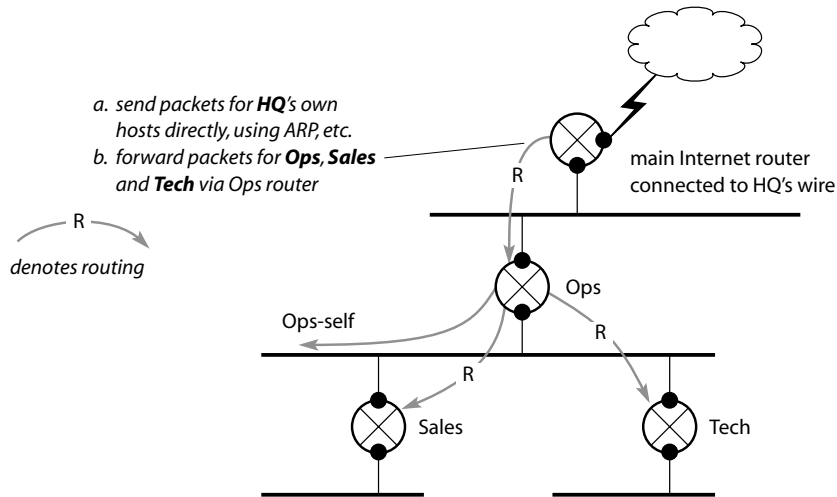 a. send packets for HQ's own
hosts directly, using ARP, etc.
b. forward packets for Ops, Sales
and Tech via Ops router
main Internet router
connected to HQ's wire
R
R
denotes routing
Ops
Ops-self
R
R
Sales
Tech